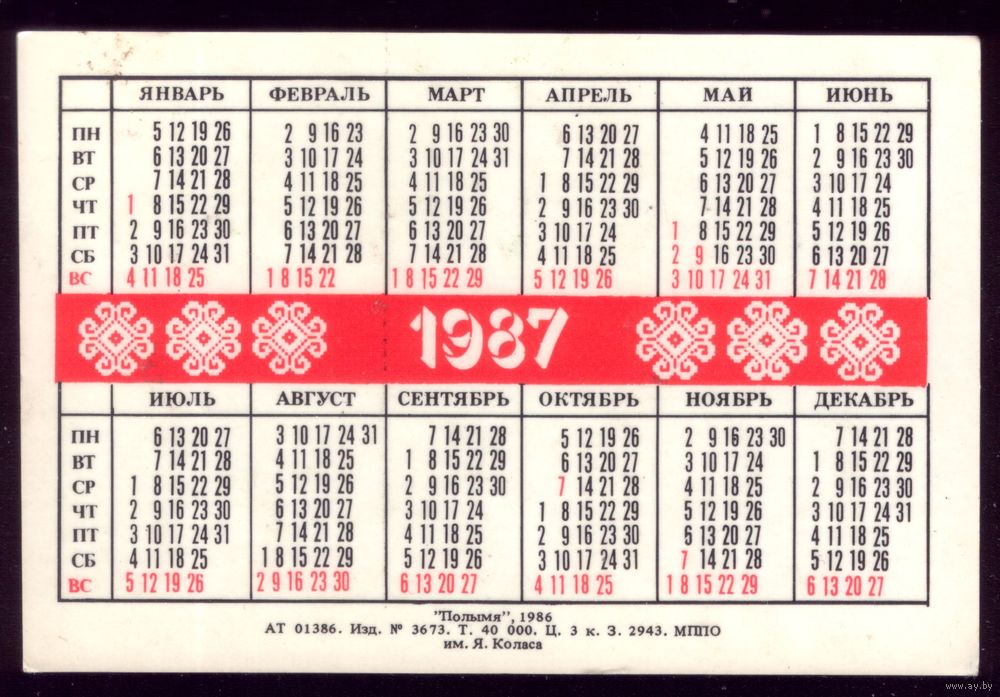 ЯНВАРЬ ФЕВРАЛЬ МАРТ АПРЕЛЬ МАЙ ИЮНЬ
ПН 5 12 19 26 2 9 16 23 2 9 16 23 30 6 13 20 27 4 11 18 25 1 8 15 22 29
ВТ 6 13 20 27 3 10 17 24 3 10 17 24 31 7 14 21 28 5 12 19 26 2 9 16 23 30
СР 7 14 21 28 4 11 18 25 4 11 18 25 1 8 15 22 29 6 13 20 27 3 10 17 24
ЧТ 1 8 15 22 29 5 12 19 26 5 12 19 26 2 9 16 23 30 7 14 21 28 4 11 18 25
ПТ 2 9 16 23 30 6 13 20 27 6 13 20 27 3 10 17 24 1 8 15 22 29 5 12 19 26
СБ 3 10 17 24 31 7 14 21 28 7 14 21 28 4 11 18 25 2 9 16 23 30 6 13 20 27
ВС 4 11 18 25 1 8 15 22 1 8 15 22 29 5 12 19 26 3 10 17 24 31 7 14 21 28
1987
ИЮЛЬ АВГУСТ СЕНТЯБРЬ ОКТЯБРЬ НОЯБРЬ ДЕКАБРЬ
ПН 6 13 20 27 3 10 17 24 31 7 14 21 28 5 12 19 26 2 9 16 23 30 7 14 21 28
ВТ 7 14 21 28 4 11 18 25 1 8 15 22 29 6 13 20 27 3 10 17 24 1 8 15 22 29
СР 1 8 15 22 29 5 12 19 26 2 9 16 23 30 7 14 21 28 4 11 18 25 2 9 16 23 30
ЧТ 2 9 16 23 30 6 13 20 27 3 10 17 24 1 8 15 22 29 5 12 19 26 3 10 17 24 31
ПТ 3 10 17 24 31 7 14 21 28 4 11 18 25 2 9 16 23 30 6 13 20 27 4 11 18 25
СБ 4 11 18 25 1 8 15 22 29 5 12 19 26 3 10 17 24 31 7 14 21 28 5 12 19 26
ВС 5 12 19 26 2 9 16 23 30 6 13 20 27 4 11 18 25 1 8 15 22 29 6 13 20 27
"Полымя", 1986
АТ 01386. Изд. № 3673. Т. 40 000. Ц. 3 к. З. 2943. МППО
им. Я. Коласа
www.ay.by